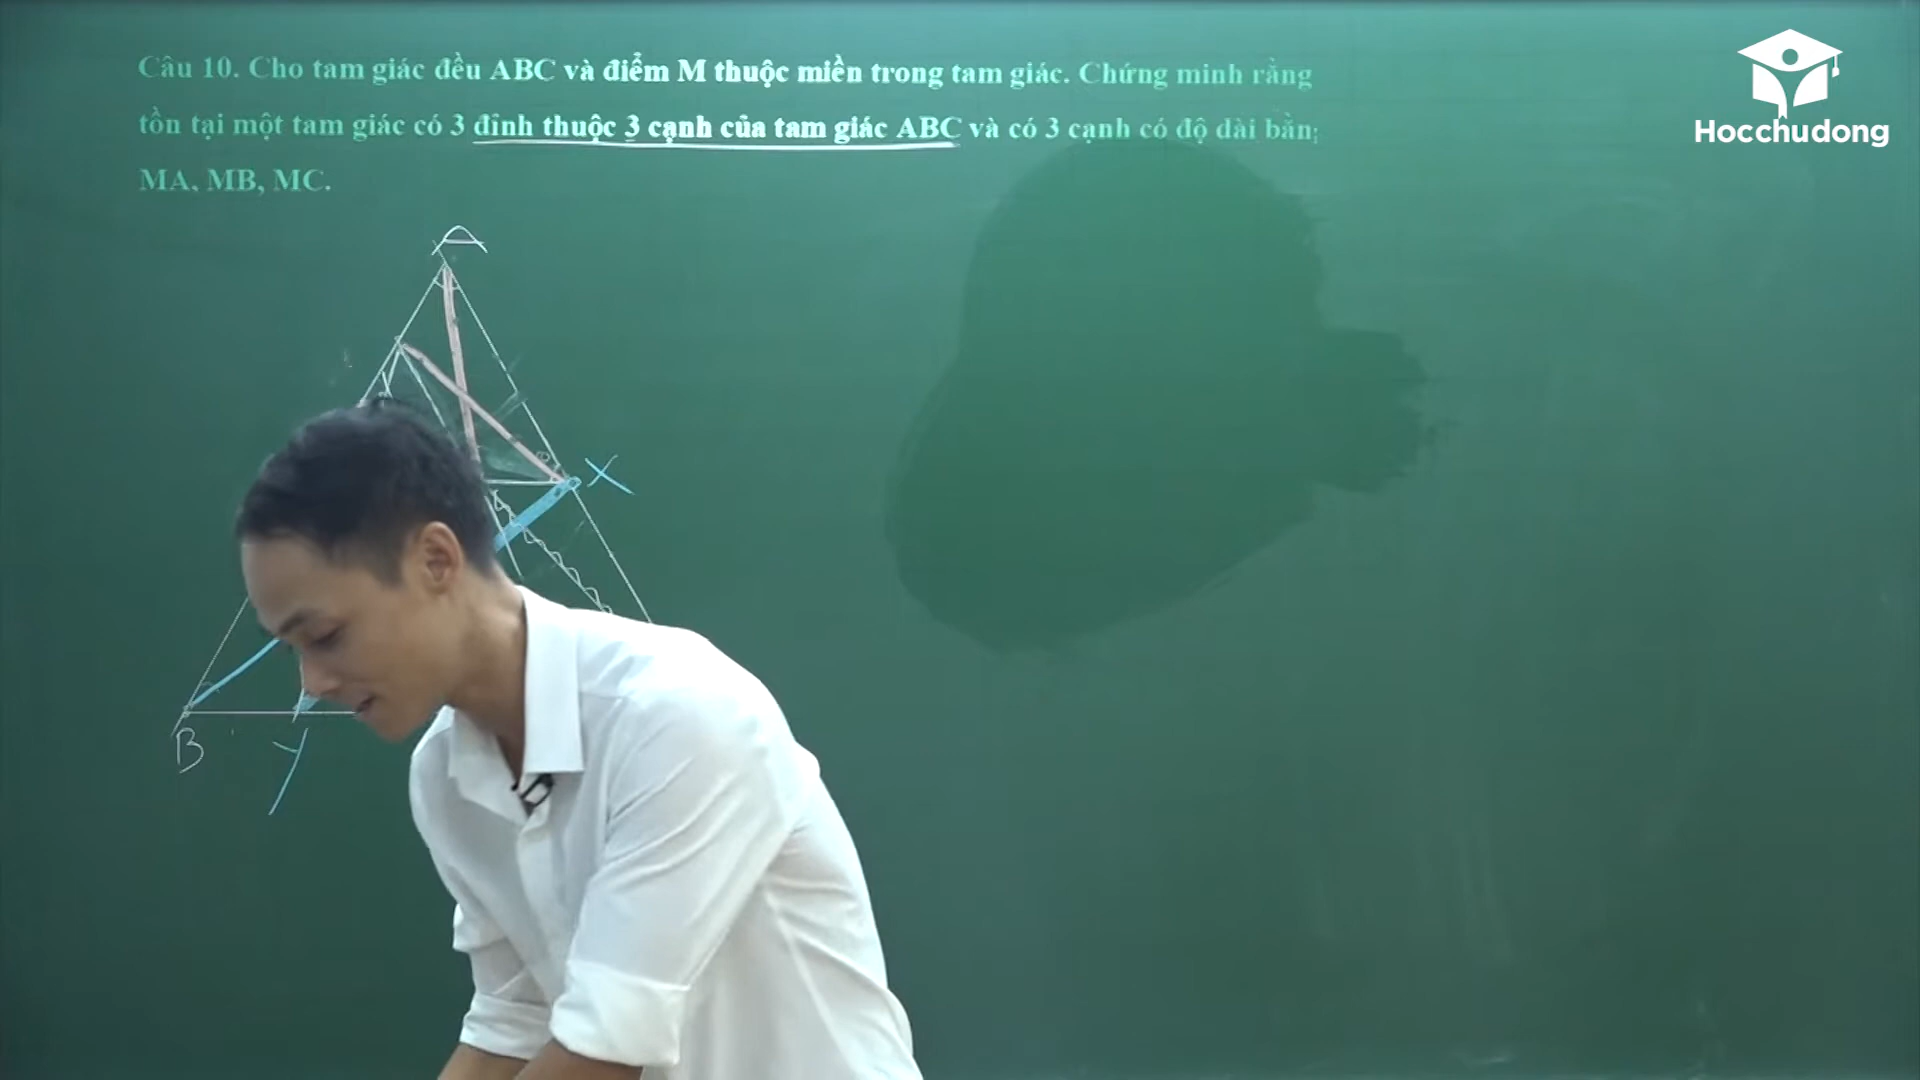 Câu 10. Cho tam giác đều ABC và điểm M thuộc miền trong tam giác. Chứng minh rằng
tồn tại một tam giác có 3 đỉnh thuộc 3 cạnh của tam giác ABC và có 3 cạnh có độ dài bằng
MA, MB, MC.
Hocchudong
A
X
B
Y